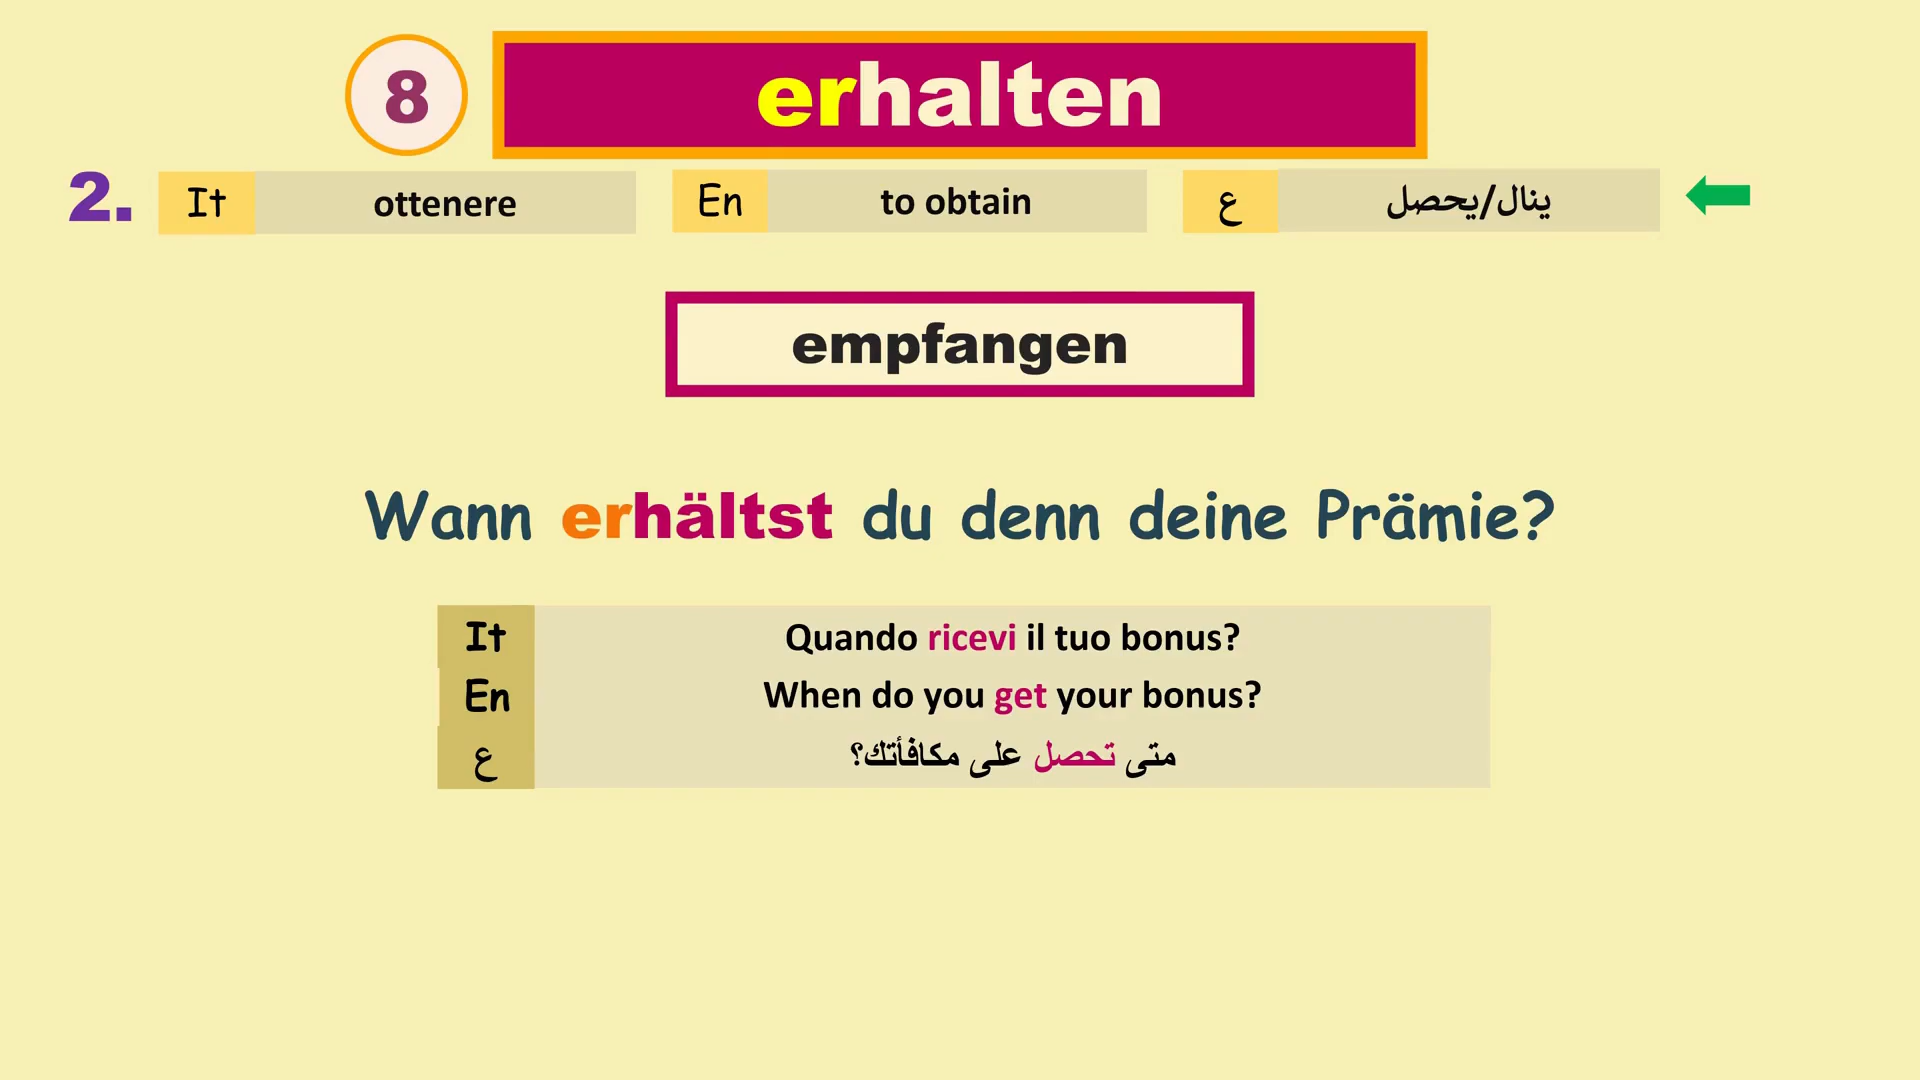 8 erhalten
2. It ottenere En to obtain ع ينال/يحصل
empfangen
Wann erhältst du denn deine Prämie?
It Quando ricevi il tuo bonus?
En When do you get your bonus?
ع متى تحصل على مكافأتك؟